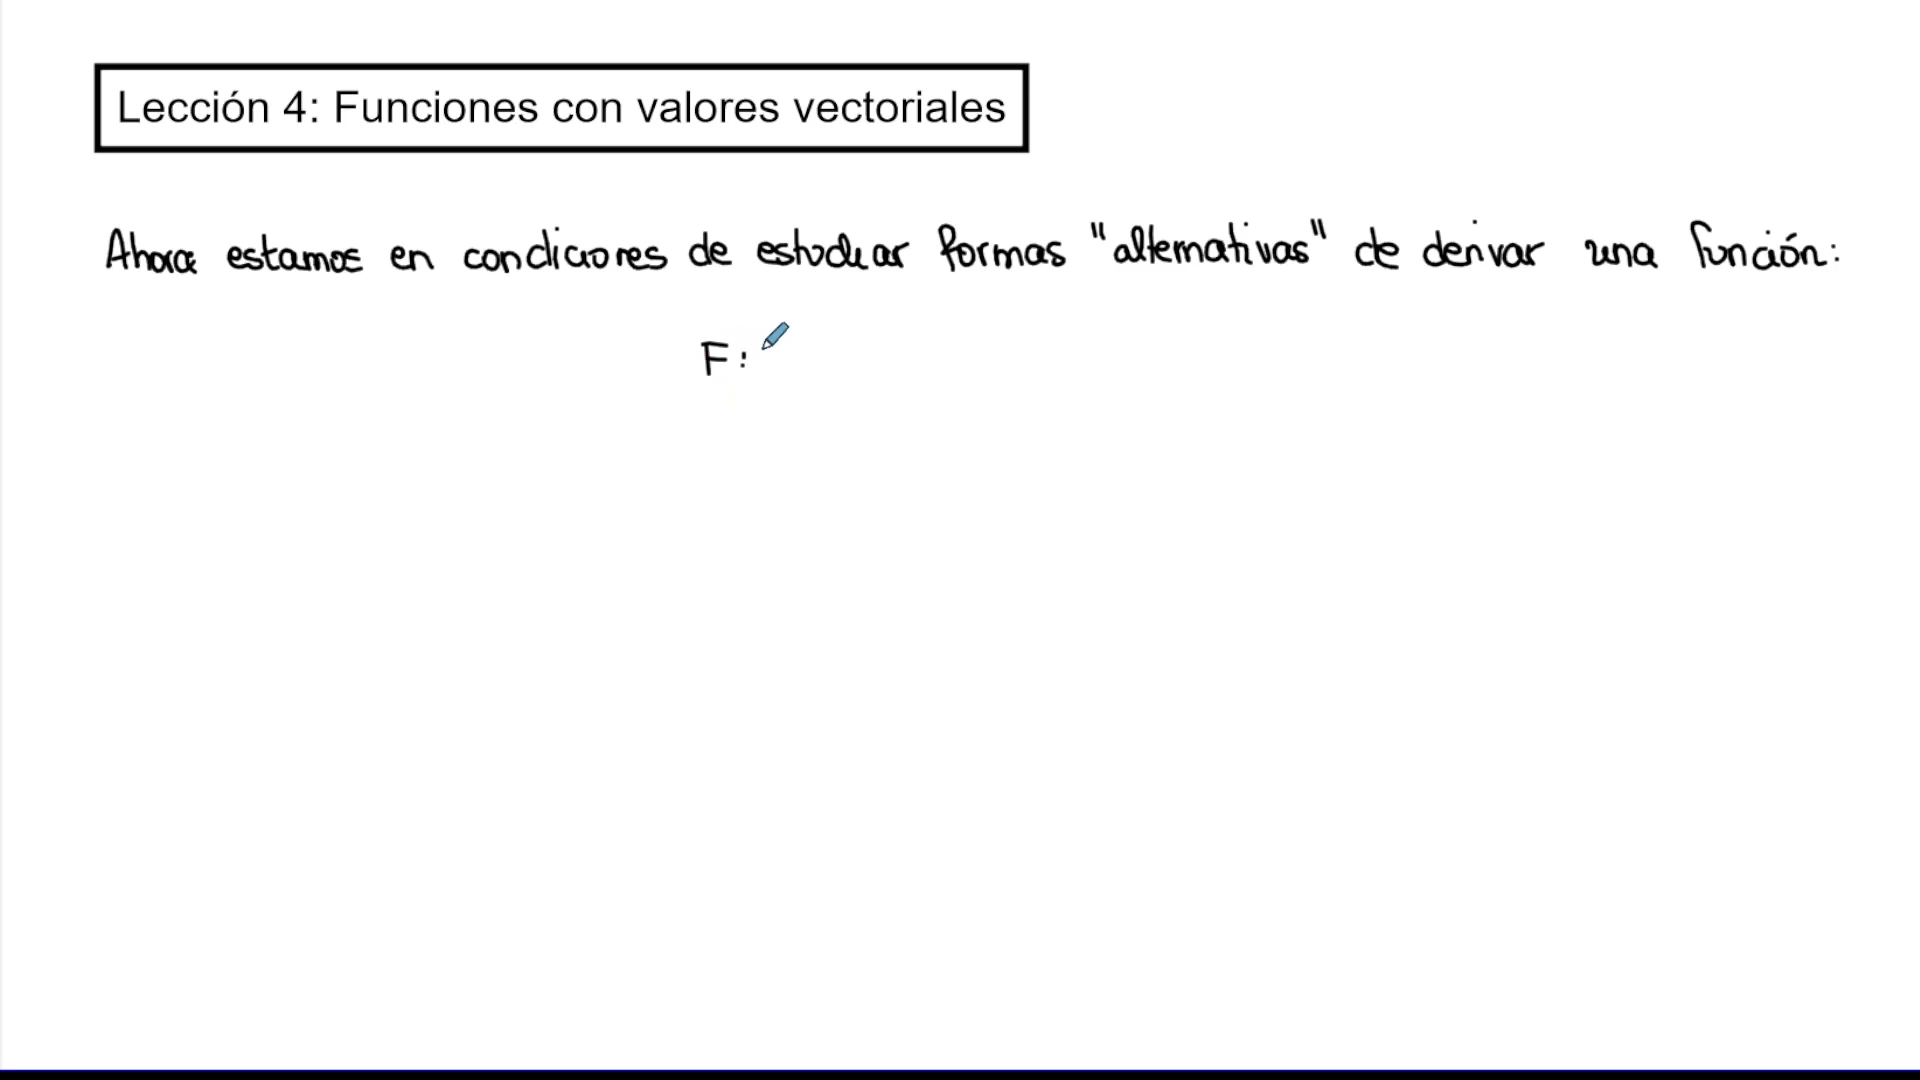 Lección 4: Funciones con valores vectoriales
Ahora estamos en condiciones de estudiar formas "alternativas" de derivar una función:
F: